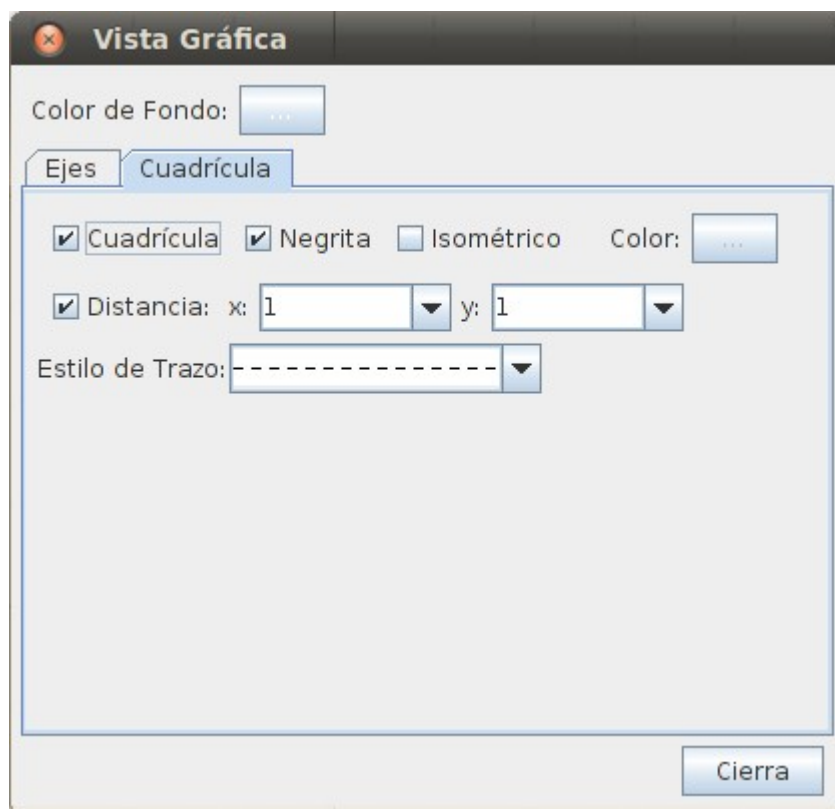 Vista Gráfica
Color de Fondo: ...
Ejes Cuadrícula
Cuadrícula Negrita Isométrico Color: ...
Distancia: x: 1 y: 1
Estilo de Trazo:
Cierra